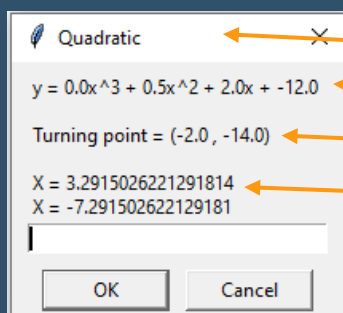 Quadratic
y = 0.0x^3 + 0.5x^2 + 2.0x + -12.0
Turning point = (-2.0 , -14.0)
X = 3.2915026221291814
X = -7.291502622129181
OK
Cancel